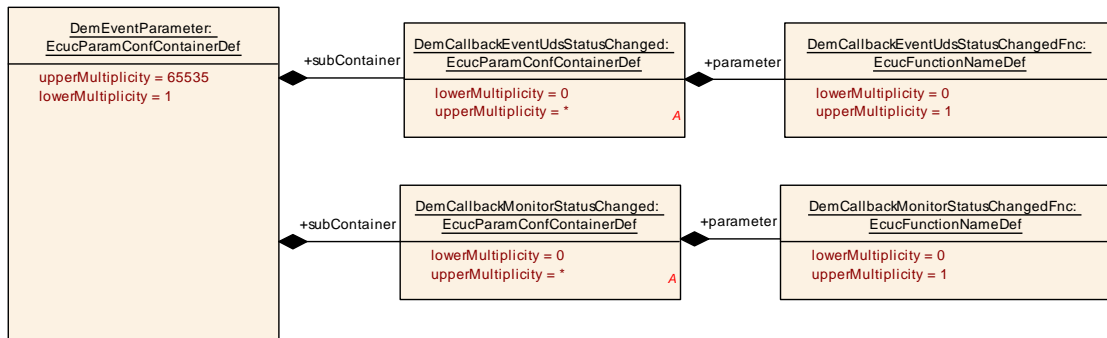 DemEventParameter:
EcucParamConfContainerDef
upperMultiplicity = 65535
lowerMultiplicity = 1
+subContainer
DemCallbackEventUdsStatusChanged:
EcucParamConfContainerDef
lowerMultiplicity = 0
upperMultiplicity = *
A
+parameter
DemCallbackEventUdsStatusChangedFnc:
EcucFunctionNameDef
lowerMultiplicity = 0
upperMultiplicity = 1
+subContainer
DemCallbackMonitorStatusChanged:
EcucParamConfContainerDef
lowerMultiplicity = 0
upperMultiplicity = *
A
+parameter
DemCallbackMonitorStatusChangedFnc:
EcucFunctionNameDef
lowerMultiplicity = 0
upperMultiplicity = 1